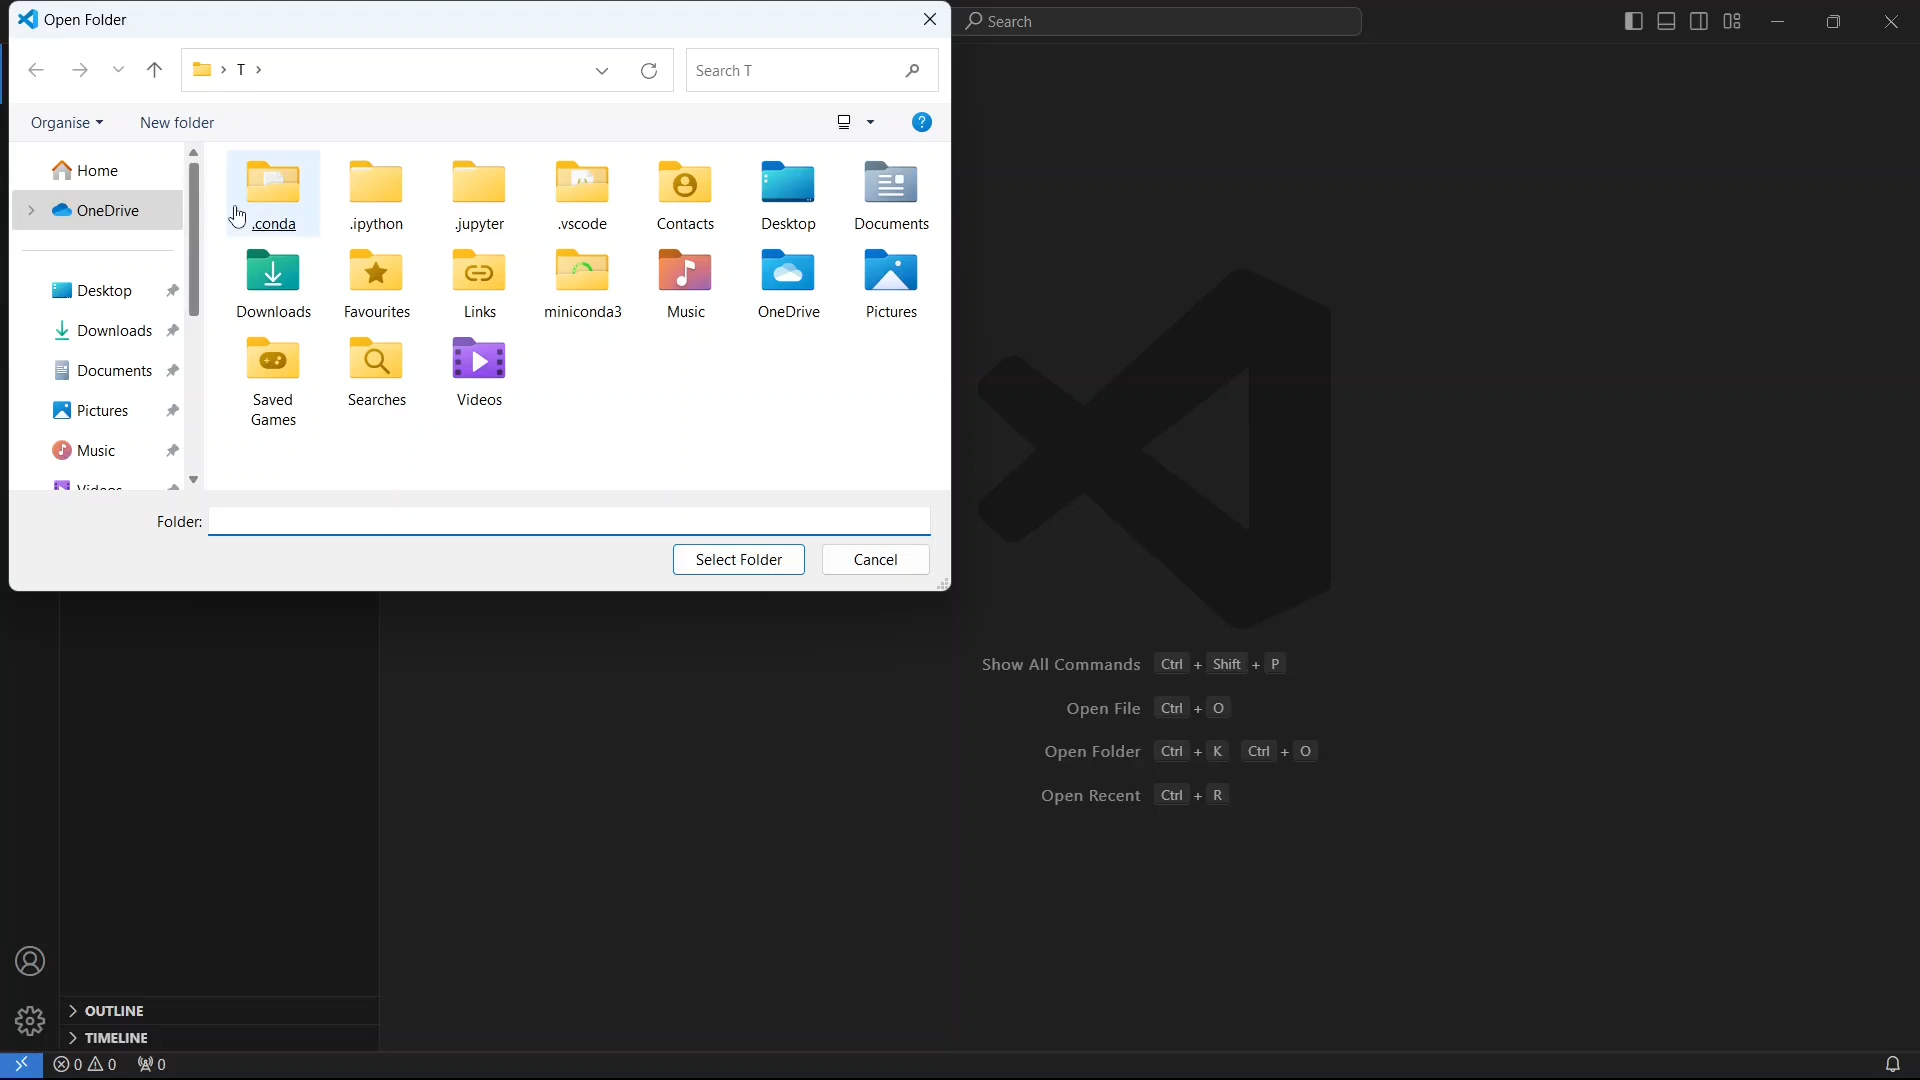 Open Folder
Search
T
Search T
Organise
New folder
Home
OneDrive
Desktop
Downloads
Documents
Pictures
Music
Videos
.conda
.ipython
.jupyter
.vscode
Contacts
Desktop
Documents
Downloads
Favourites
Links
miniconda3
Music
OneDrive
Pictures
Saved
Games
Searches
Videos
Folder:
Select Folder
Cancel
Show All Commands Ctrl + Shift + P
Open File Ctrl + O
Open Folder Ctrl + K Ctrl + O
Open Recent Ctrl + R
OUTLINE
TIMELINE
0 0 0